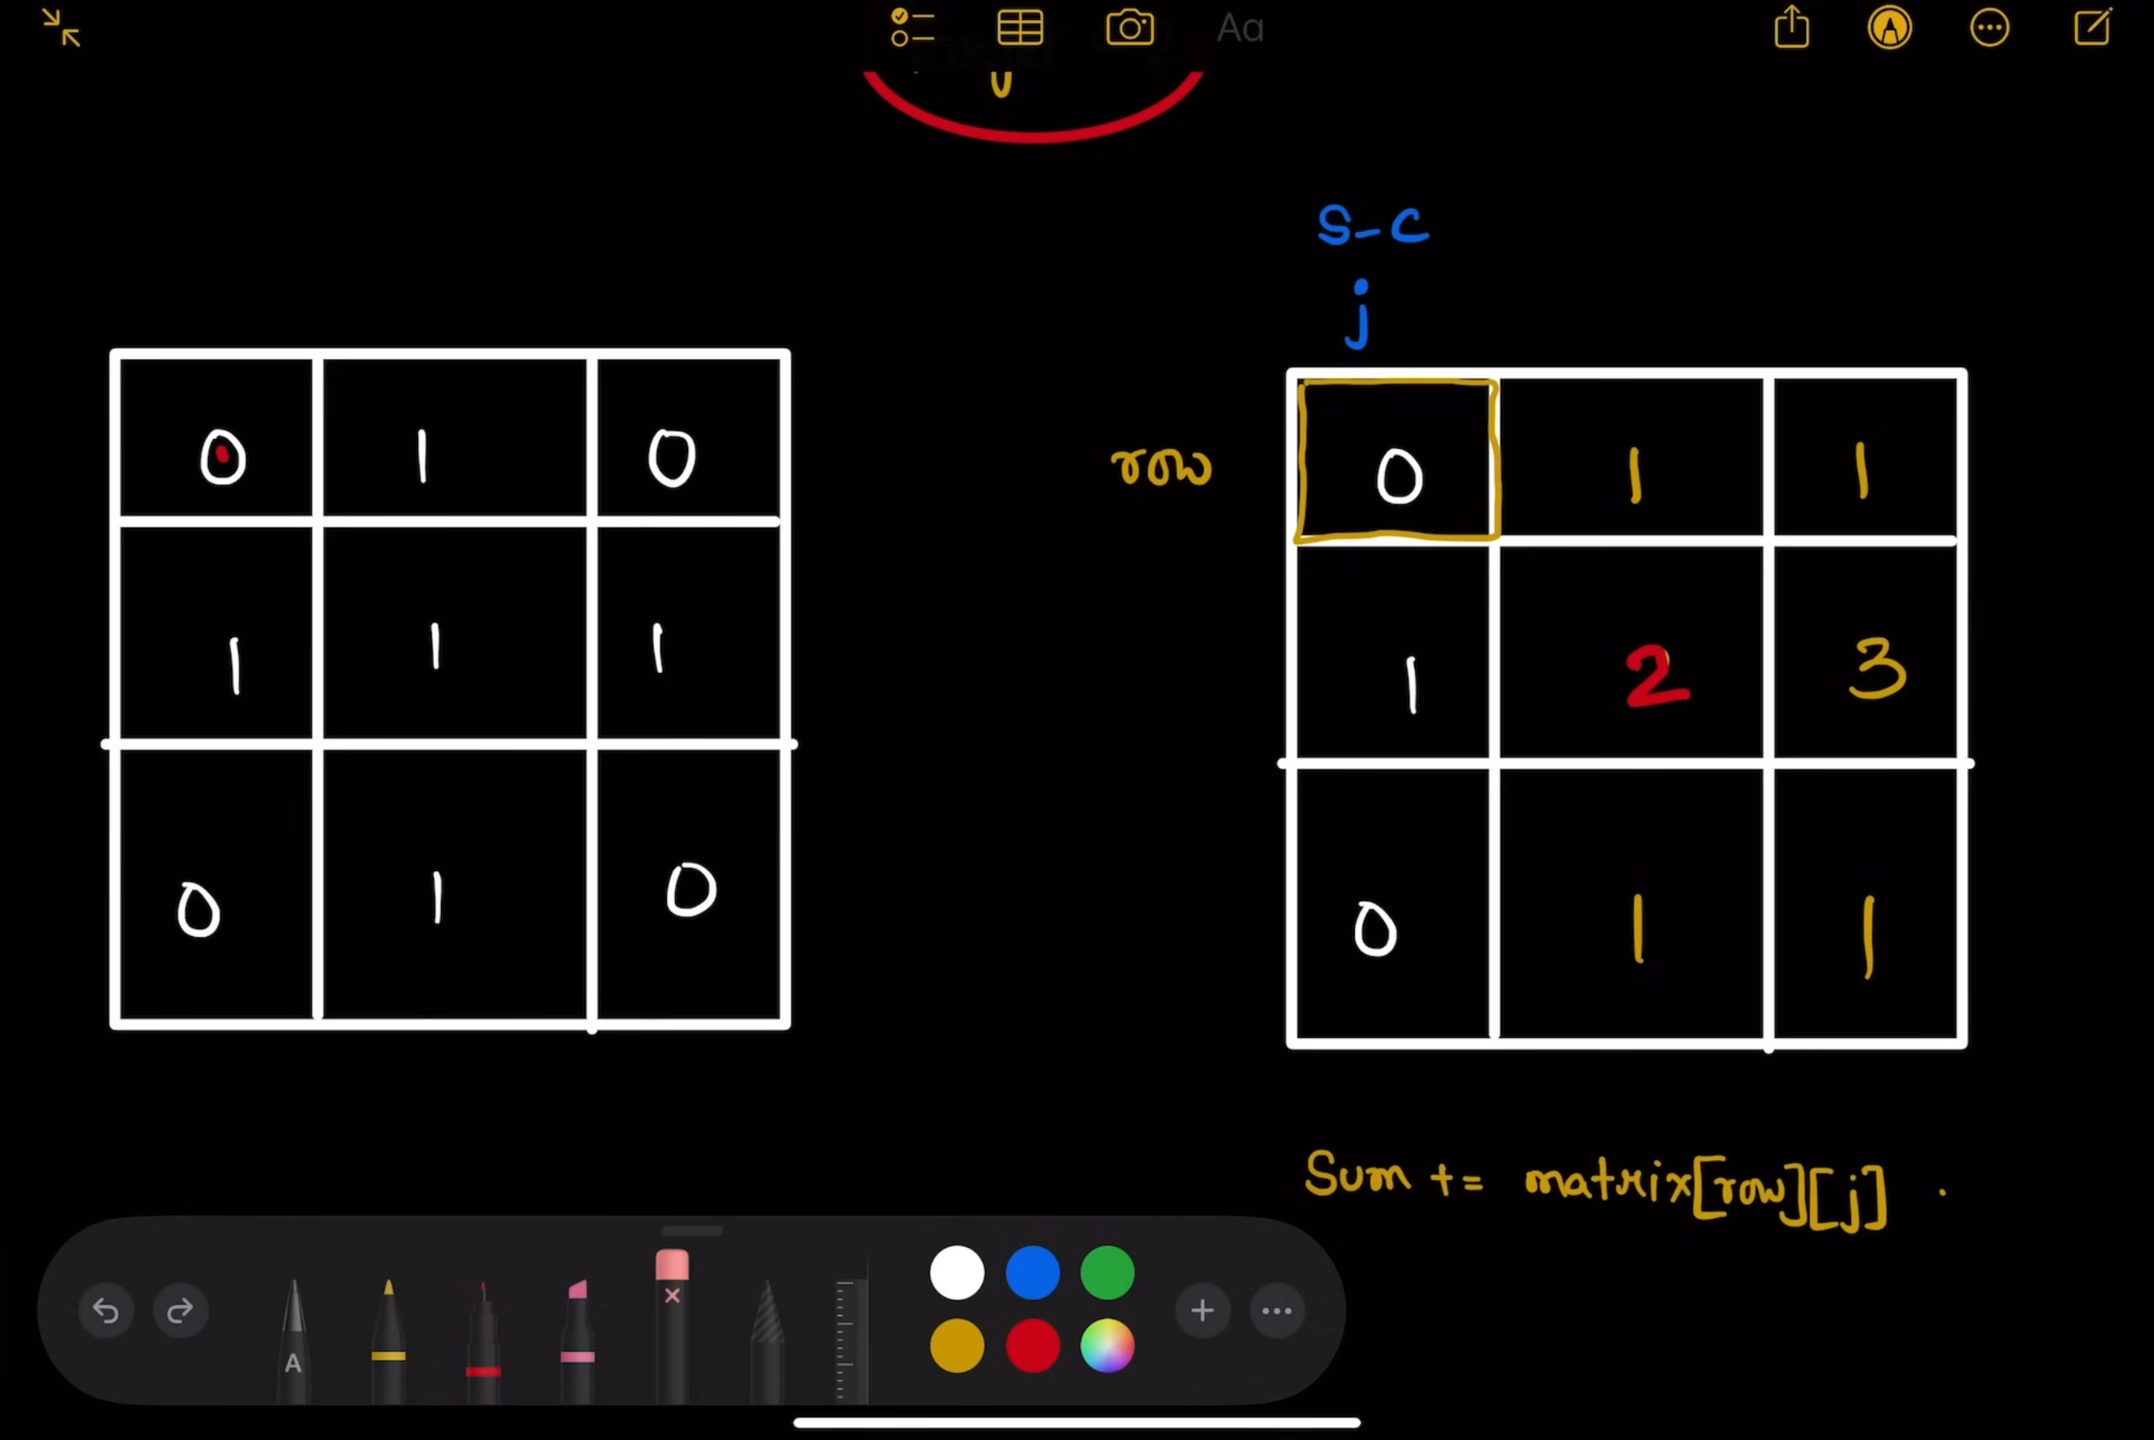 Aa
S-C
j
0 1 0
1 1 1
0 1 0
row 0 1 1
1 2 3
0 1 1
Sum += matrix[row][j] .
A